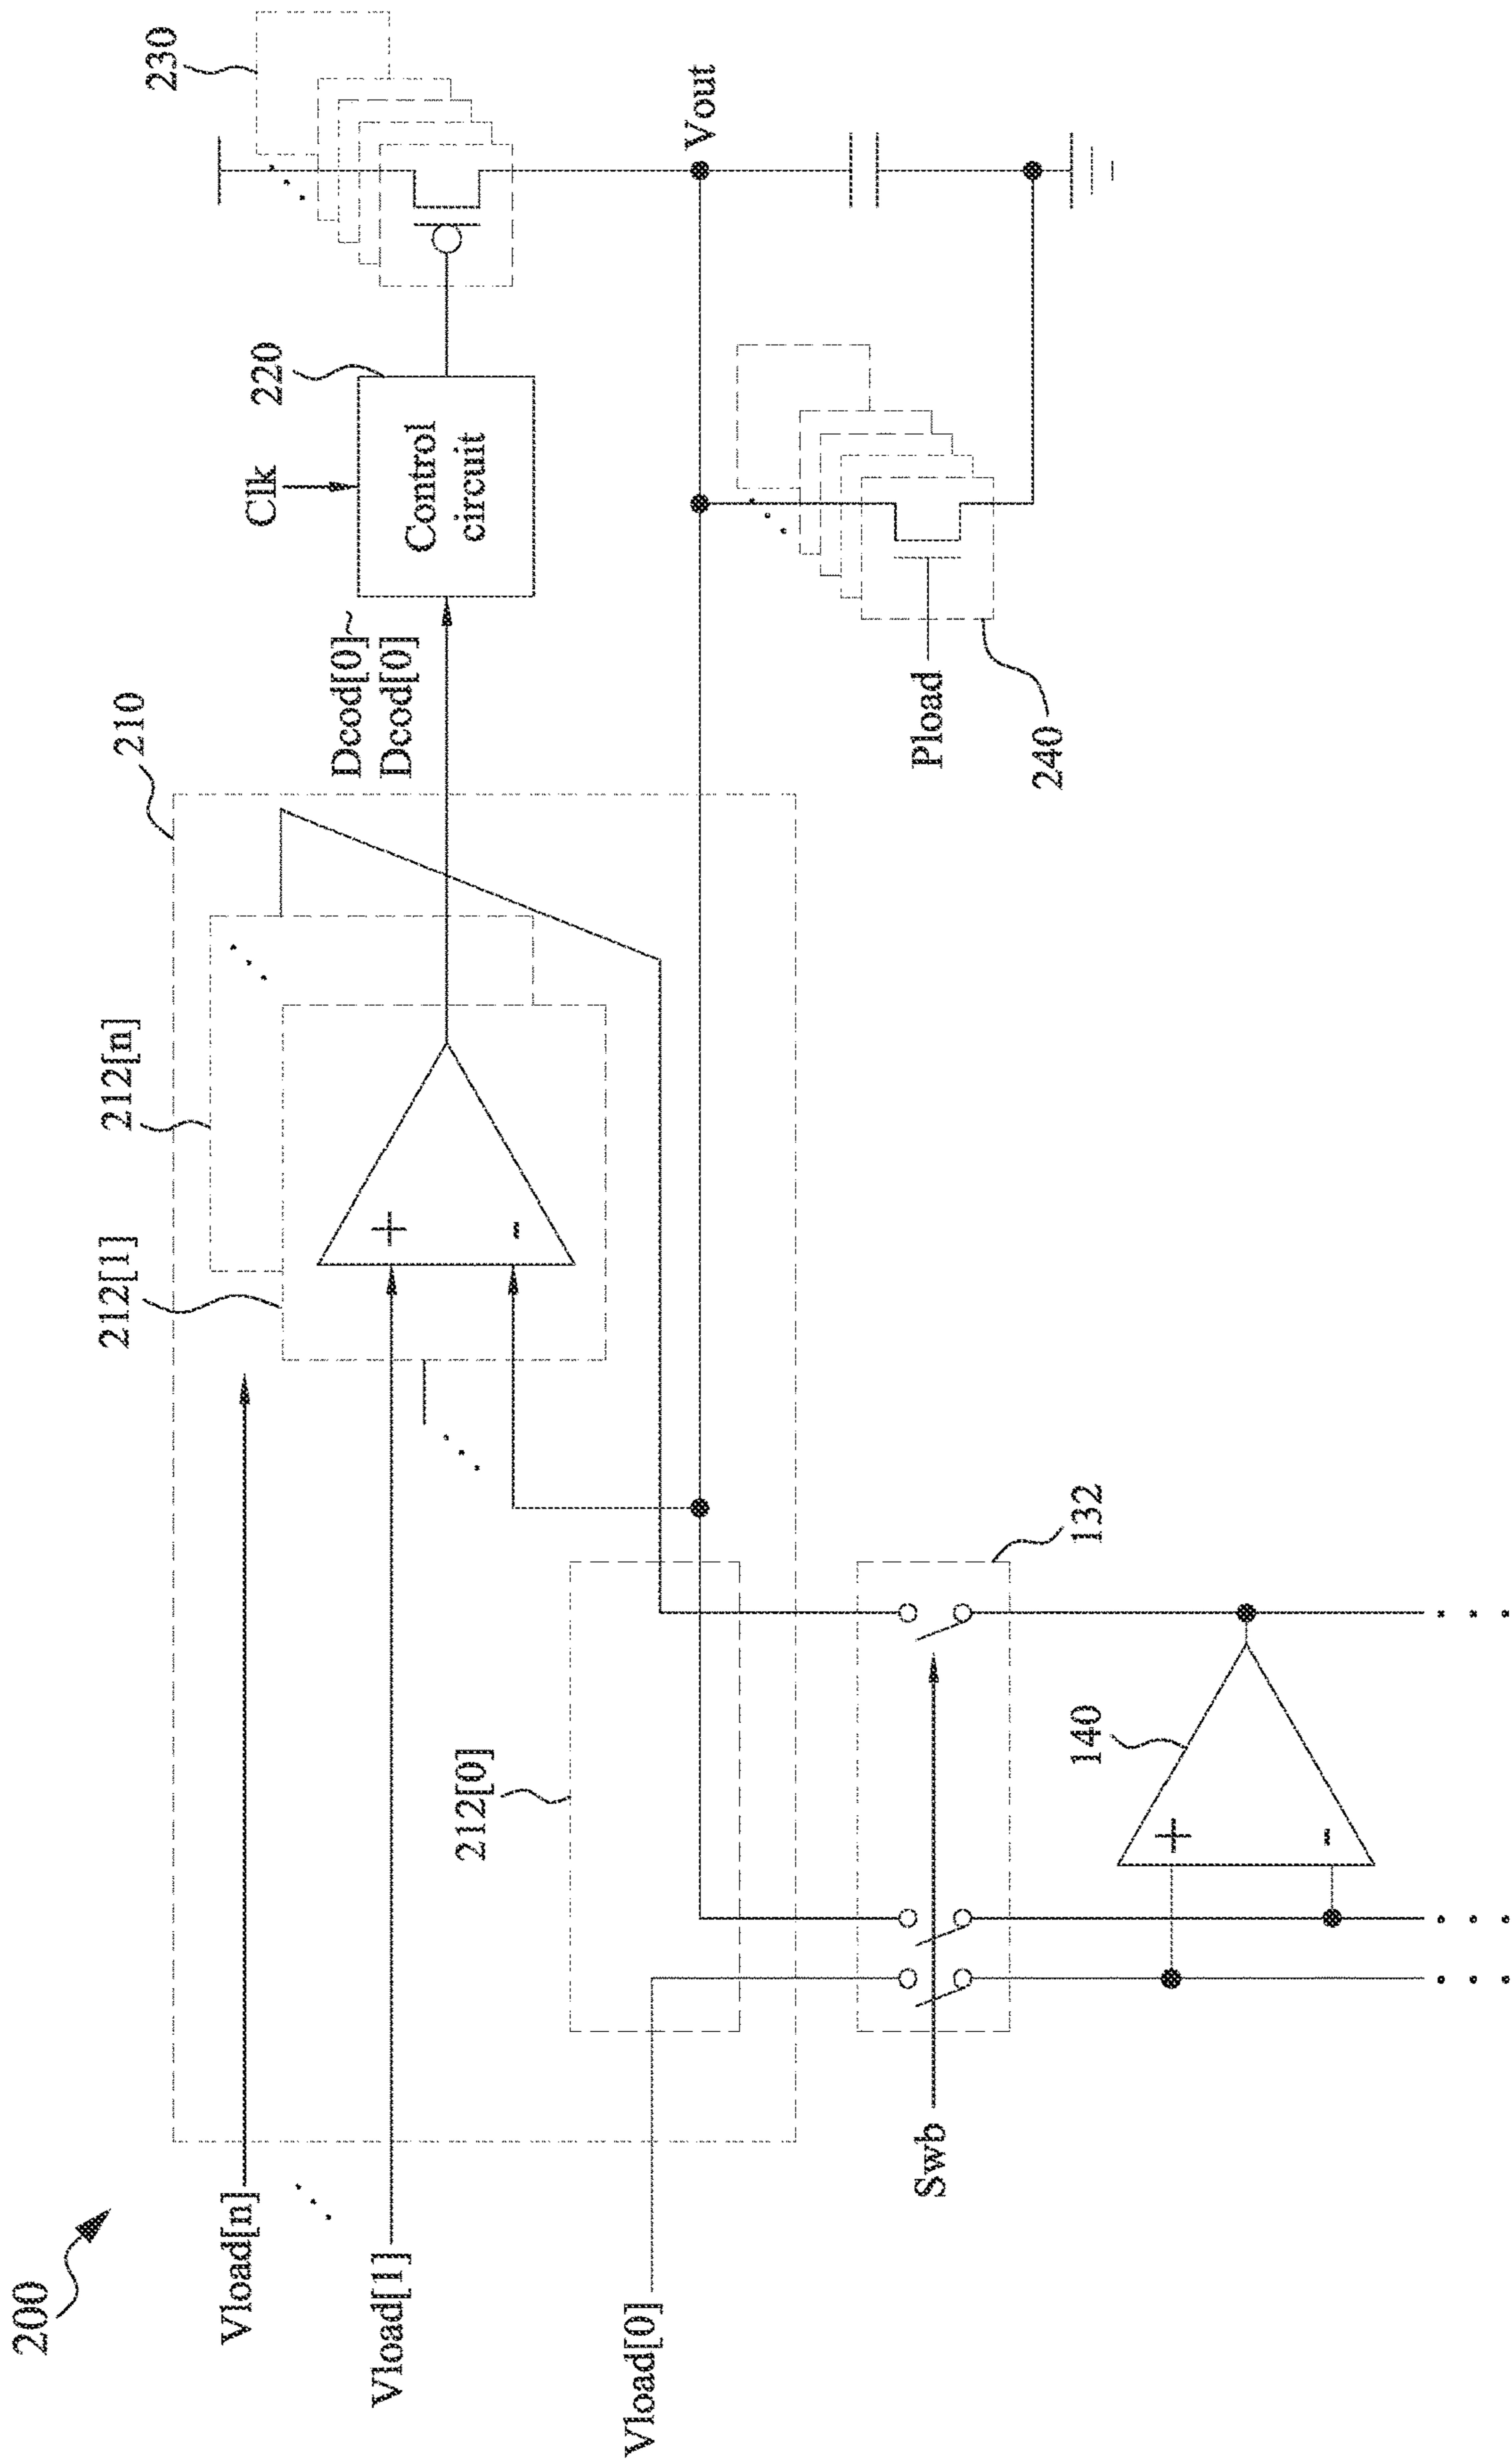 200
Vload[n]
Vload[1]
Vload[0]
212[1]
212[n]
210
+
-
Dcod[0]~
Dcod[0]
Clk
220
Control
circuit
230
Vout
Pload
240
212[0]
Swb
132
140
+
-